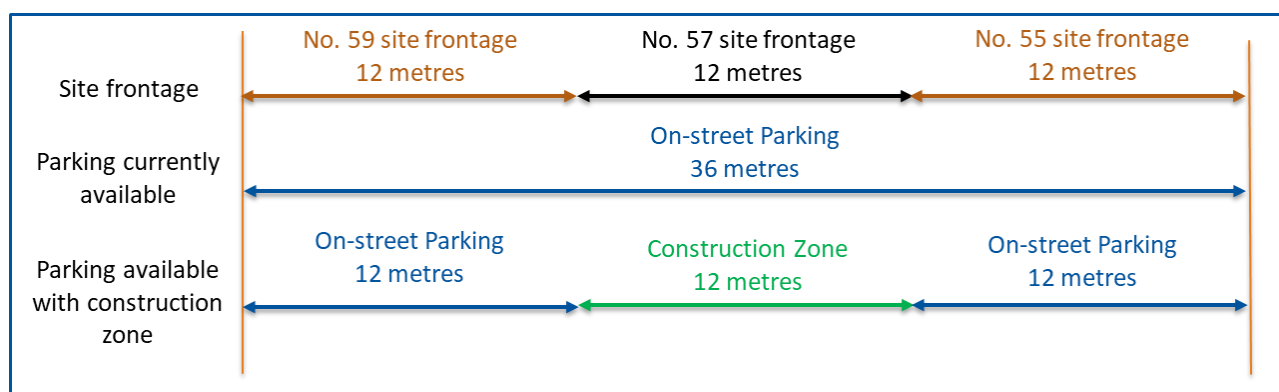 No. 59 site frontage
12 metres
No. 57 site frontage
12 metres
No. 55 site frontage
12 metres
Site frontage
On-street Parking
36 metres
Parking currently
available
On-street Parking
12 metres
Construction Zone
12 metres
On-street Parking
12 metres
Parking available
with construction
zone